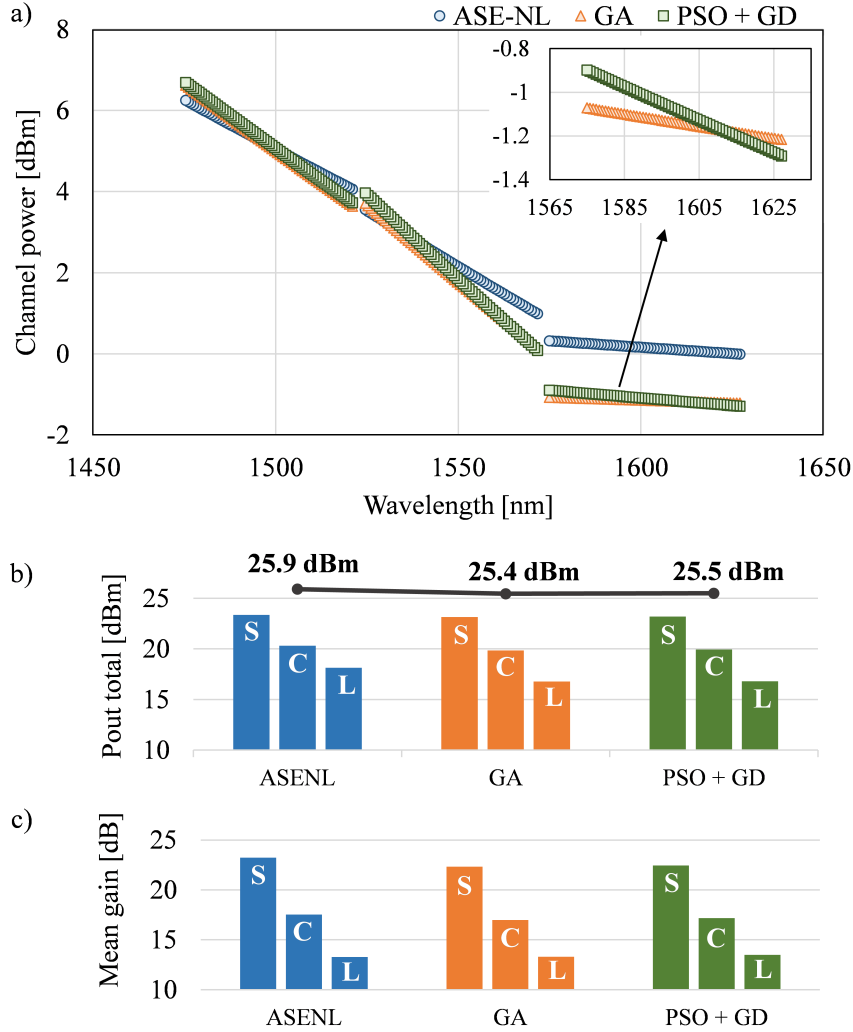 a)
ASE-NL GA PSO + GD
Channel power [dBm]
8
6
4
2
0
-2
-0.8
-1
-1.2
-1.4
1565 1585 1605 1625
1450 1500 1550 1600 1650
Wavelength [nm]
b)
25.9 dBm 25.4 dBm 25.5 dBm
Pout total [dBm]
25
20
15
10
S C L S C L S C L
ASENL GA PSO + GD
c)
Mean gain [dB]
25
20
15
10
S C L S C L S C L
ASENL GA PSO + GD